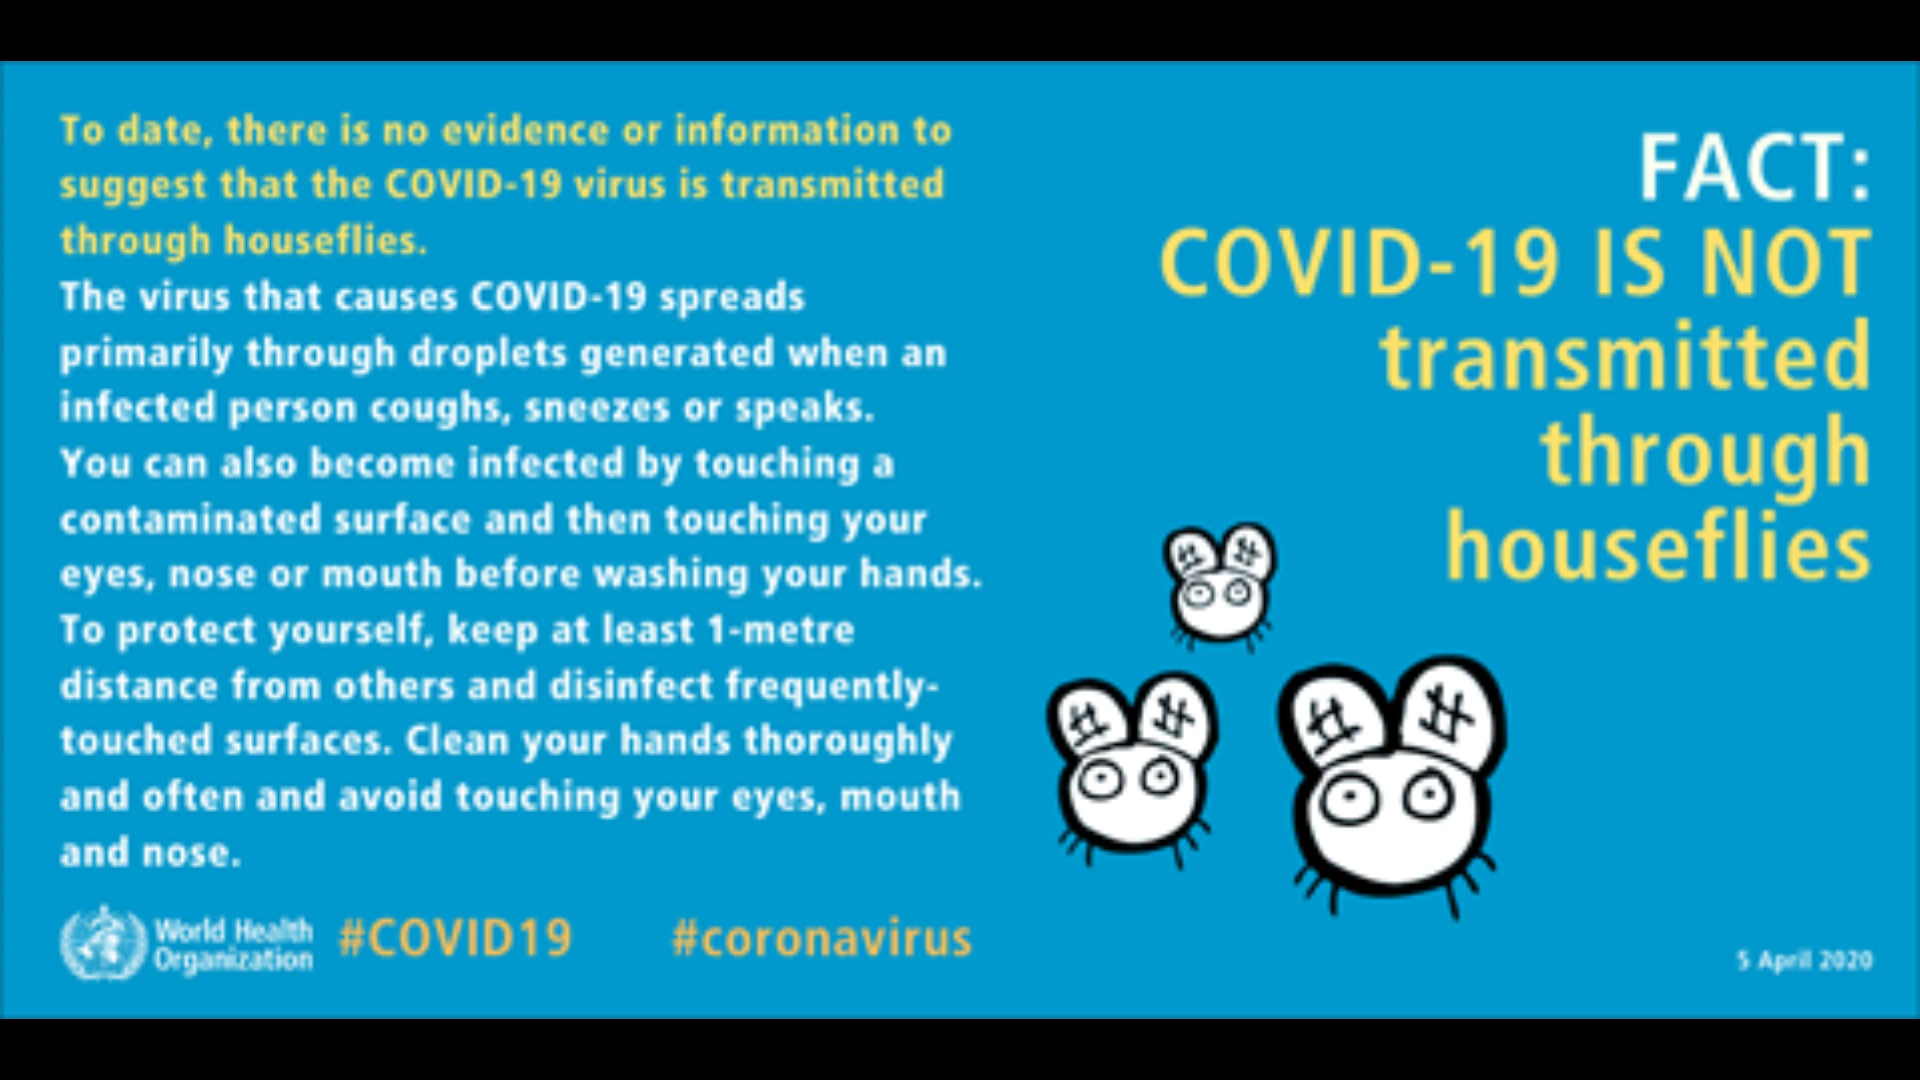 To date, there is no evidence or information to
suggest that the COVID-19 virus is transmitted
through houseflies.
The virus that causes COVID-19 spreads
primarily through droplets generated when an
infected person coughs, sneezes or speaks.
You can also become infected by touching a
contaminated surface and then touching your
eyes, nose or mouth before washing your hands.
To protect yourself, keep at least 1-metre
distance from others and disinfect frequently-
touched surfaces. Clean your hands thoroughly
and often and avoid touching your eyes, mouth
and nose.
World Health
Organization
#COVID19
#coronavirus
FACT:
COVID-19 IS NOT
transmitted
through
houseflies
5 April 2020